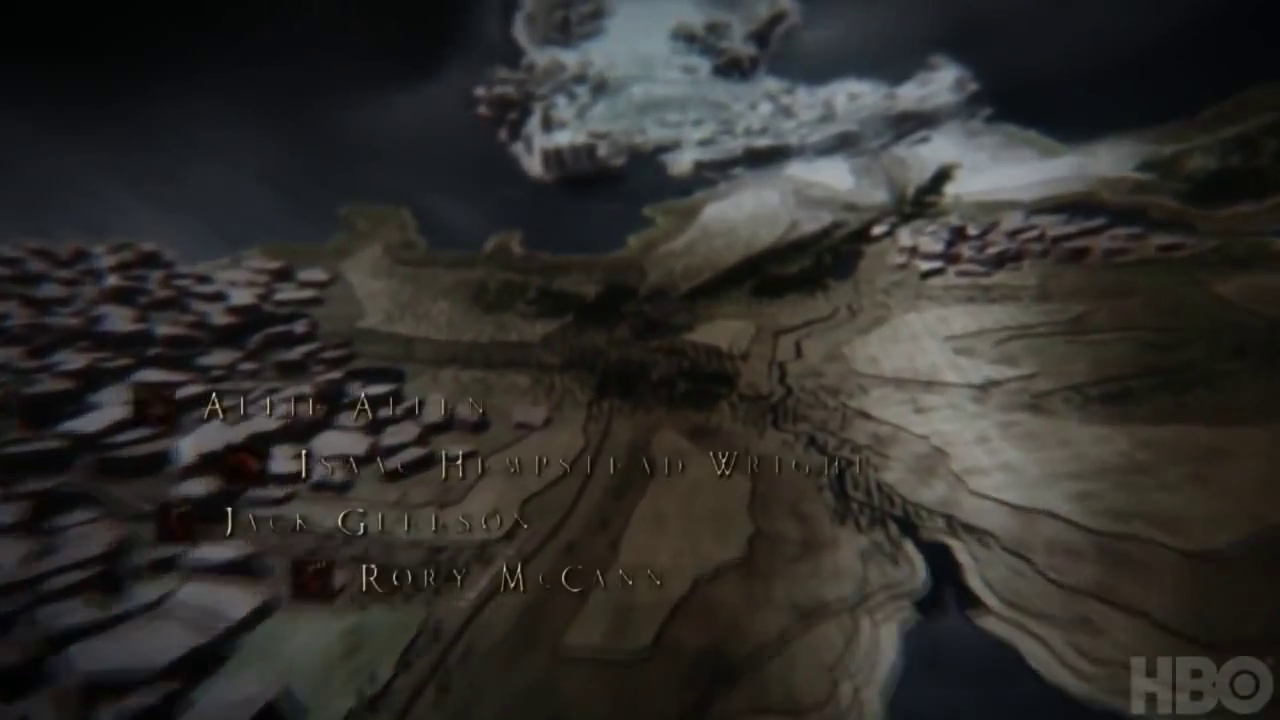 Alfie Allen
Isaac Hempstead Wright
Jack Gleeson
Rory McCann
HBO